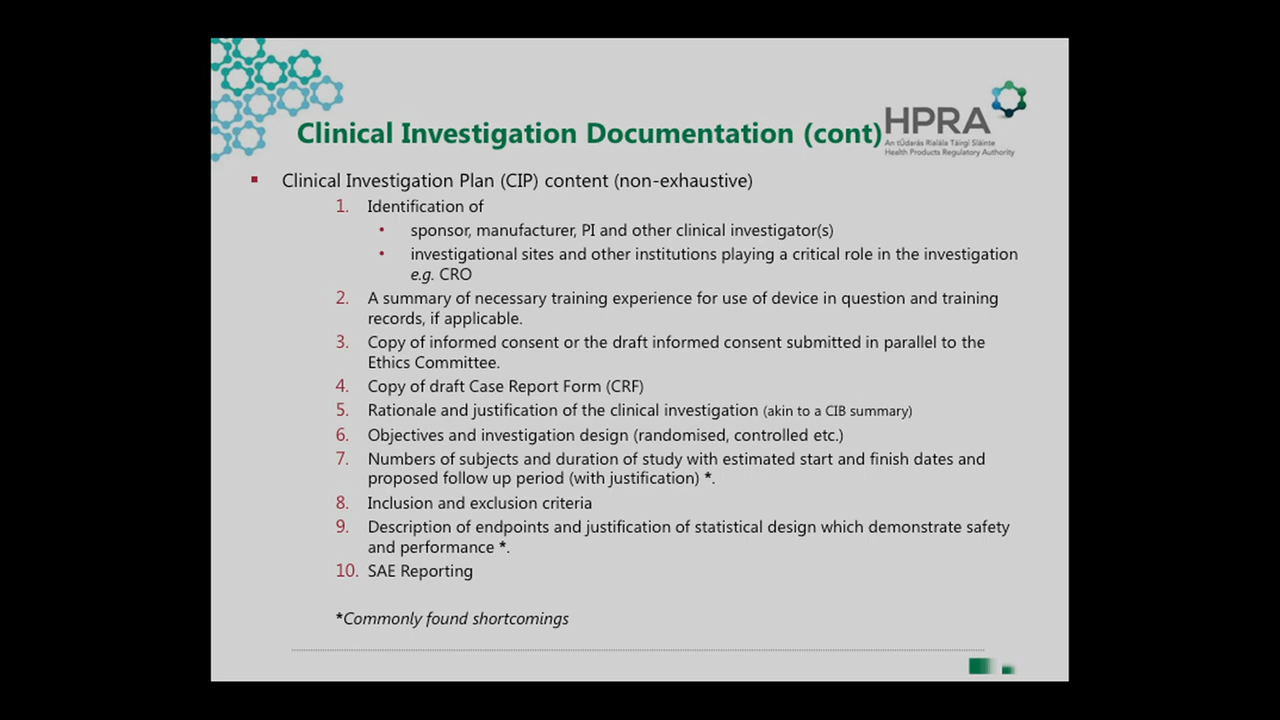 Clinical Investigation Documentation (cont)
HPRA
An tÚdarás Rialála Táirgí Sláinte
Health Products Regulatory Authority
▪ Clinical Investigation Plan (CIP) content (non-exhaustive)
1. Identification of
• sponsor, manufacturer, PI and other clinical investigator(s)
• investigational sites and other institutions playing a critical role in the investigation
e.g. CRO
2. A summary of necessary training experience for use of device in question and training
records, if applicable.
3. Copy of informed consent or the draft informed consent submitted in parallel to the
Ethics Committee.
4. Copy of draft Case Report Form (CRF)
5. Rationale and justification of the clinical investigation (akin to a CIB summary)
6. Objectives and investigation design (randomised, controlled etc.)
7. Numbers of subjects and duration of study with estimated start and finish dates and
proposed follow up period (with justification) *.
8. Inclusion and exclusion criteria
9. Description of endpoints and justification of statistical design which demonstrate safety
and performance *.
10. SAE Reporting
*Commonly found shortcomings